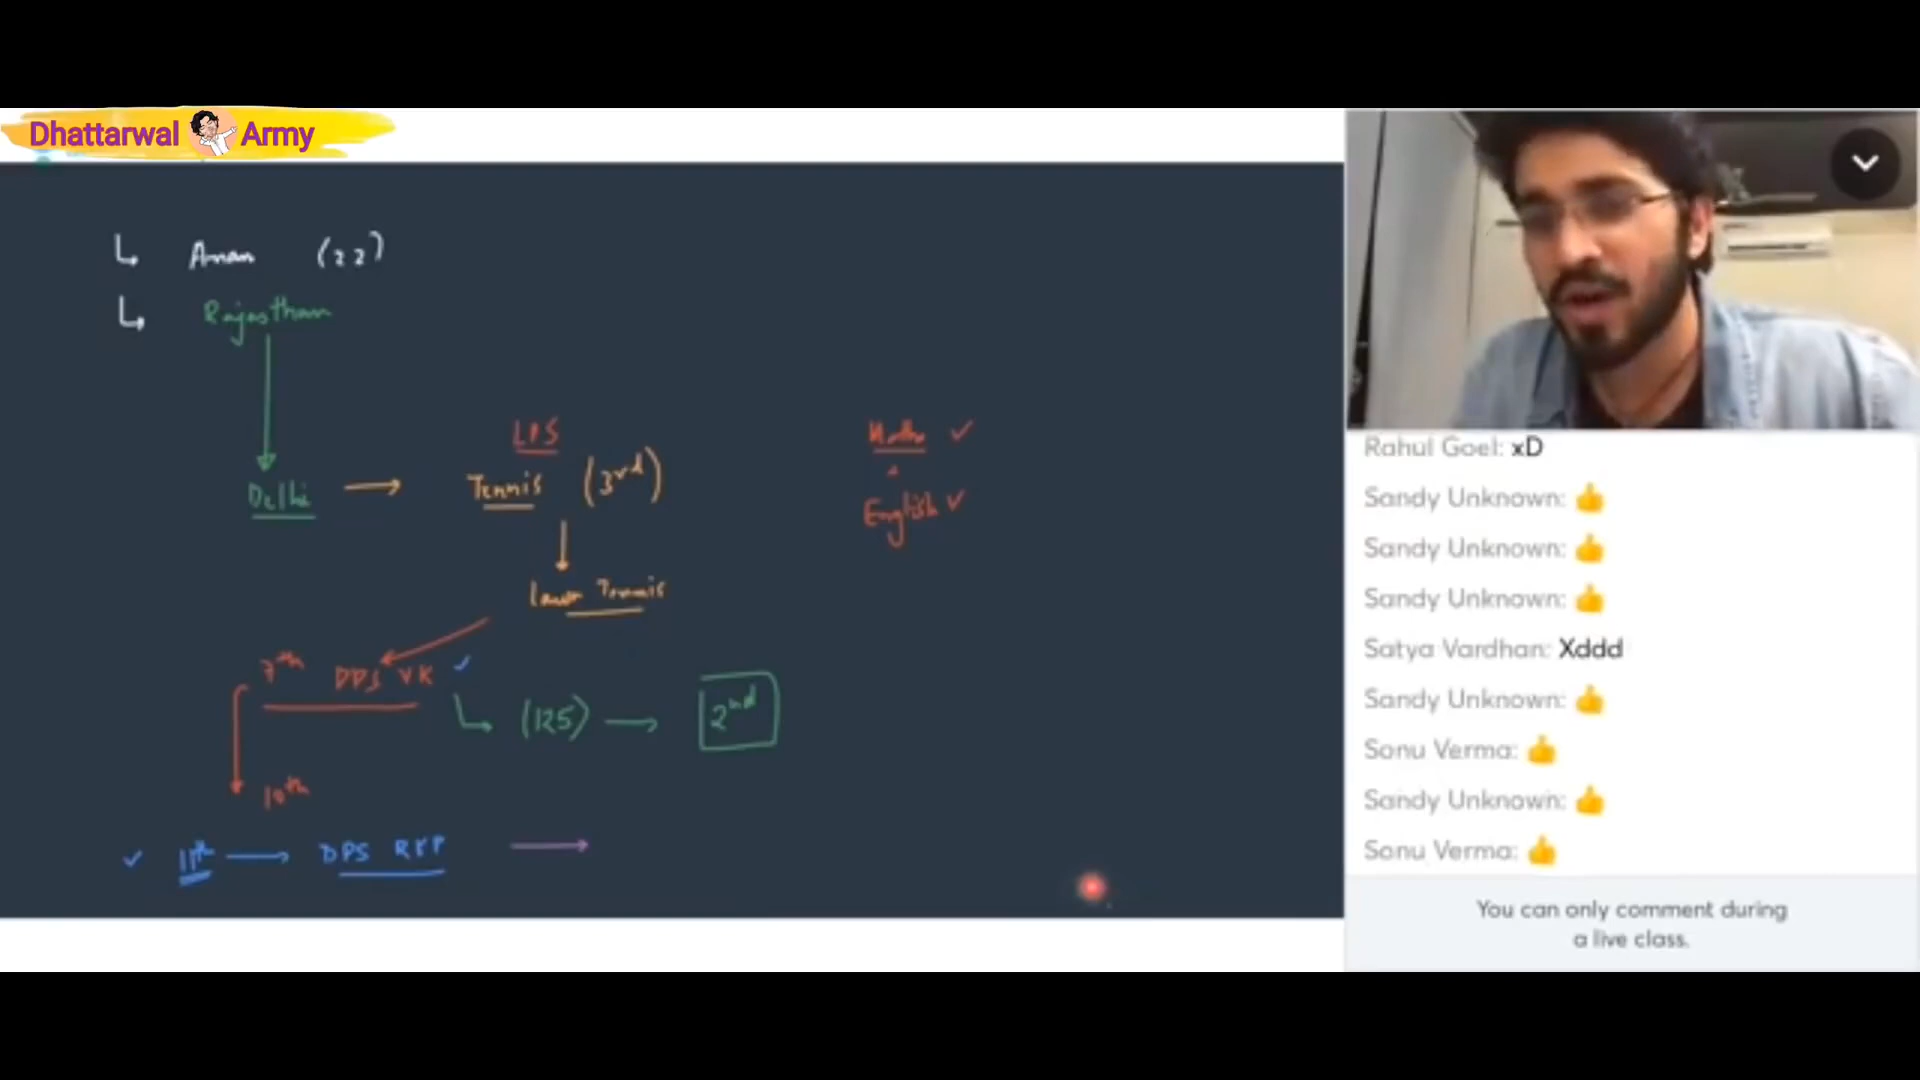 Dhattarwal Army
Aman (22)
Rajasthan
LPS
Maths ✓
Delhi → Tennis (3rd)
English ✓
Lawn Tennis
7th DPS VK ✓
(125) → 2nd
10th
✓ 11th → DPS RKP →
Rahul Goel: xD
Sandy Unknown: 👍
Sandy Unknown: 👍
Sandy Unknown: 👍
Satya Vardhan: Xddd
Sandy Unknown: 👍
Sonu Verma: 👍
Sandy Unknown: 👍
Sonu Verma: 👍
You can only comment during
a live class.